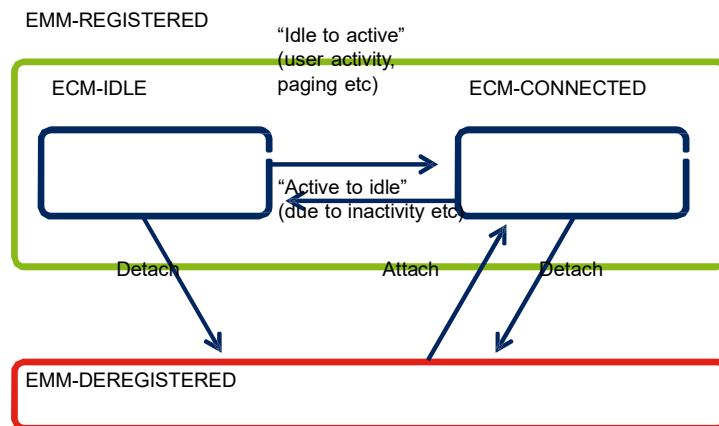 EMM-REGISTERED
“Idle to active”
(user activity,
paging etc)
ECM-IDLE
ECM-CONNECTED
“Active to idle”
(due to inactivity etc)
Detach
Attach
Detach
EMM-DEREGISTERED